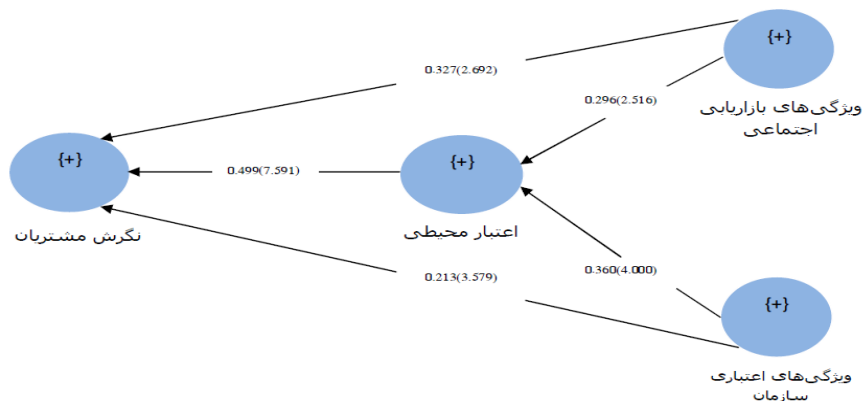 {+}
ویژگی‌های بازاریابی
اجتماعی
0.327(2.692)
0.296(2.516)
{+}
نگرش مشتریان
0.499(7.591)
{+}
اعتبار محیطی
0.213(3.579)
0.360(4.000)
{+}
ویژگی‌های اعتباری
سازمان